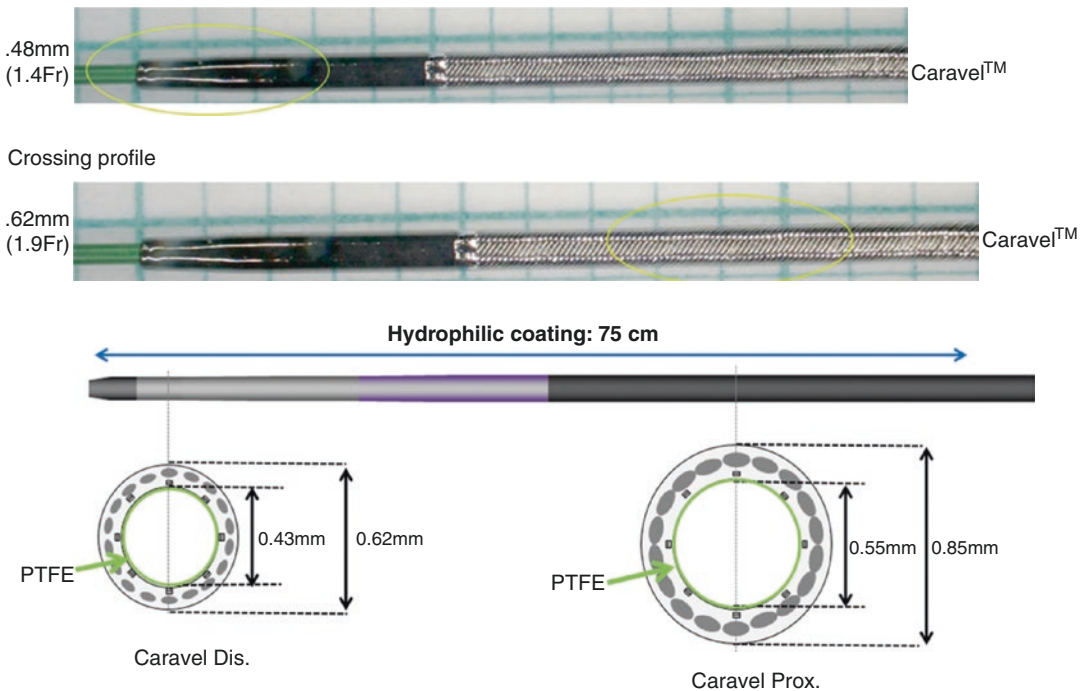 .48mm
(1.4Fr)
Caravel™
Crossing profile
.62mm
(1.9Fr)
Caravel™
Hydrophilic coating: 75 cm
0.43mm
0.62mm
PTFE
Caravel Dis.
0.55mm
0.85mm
PTFE
Caravel Prox.